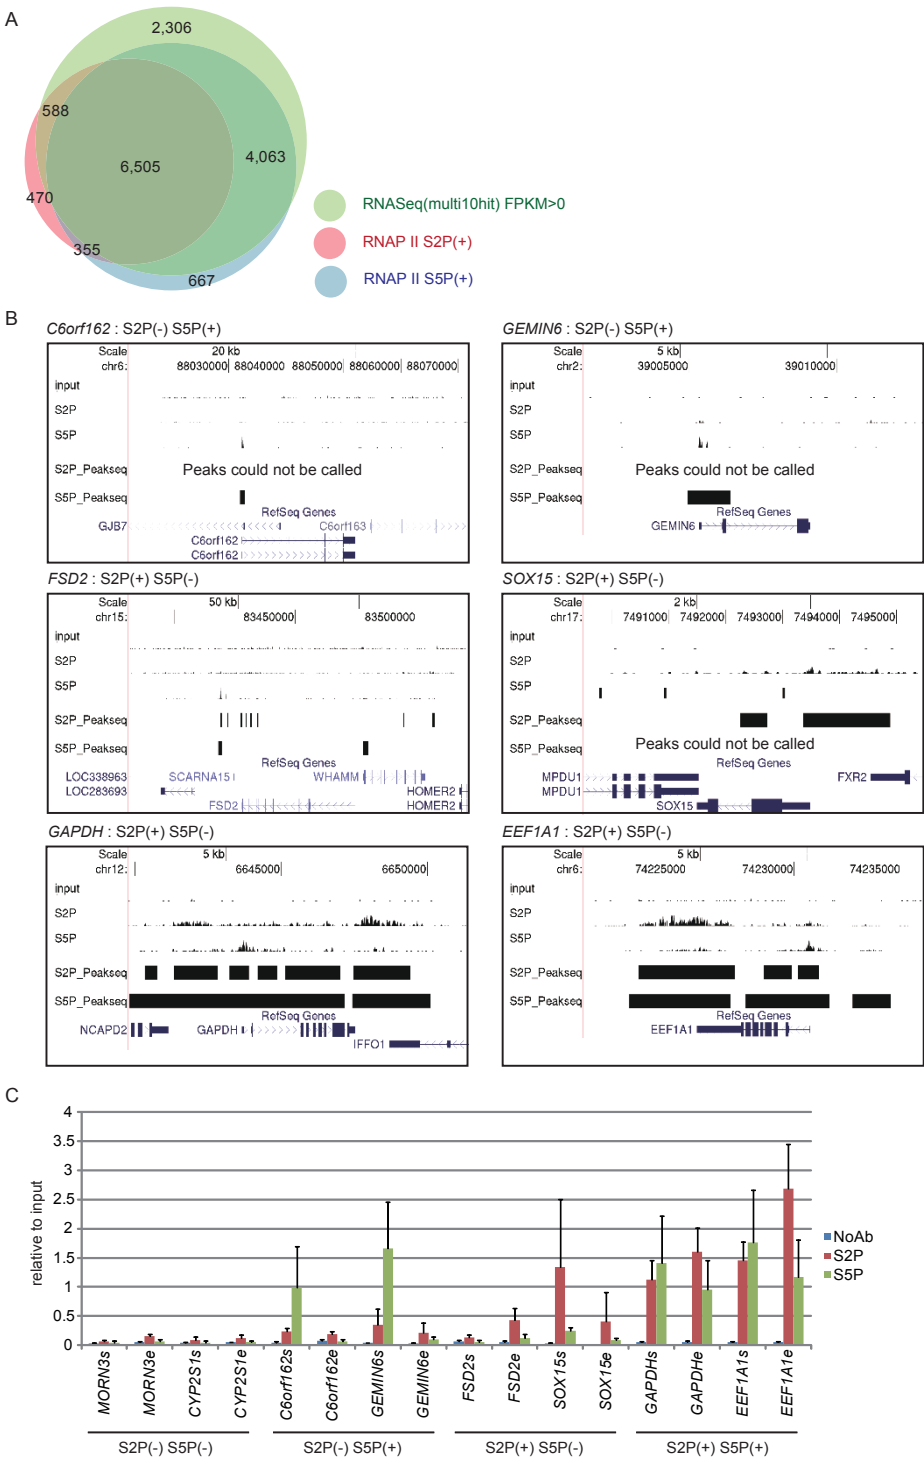 A
2,306
588
4,063
6,505
470
355
667
RNASeq(multi10hit) FPKM>0
RNAP II S2P(+)
RNAP II S5P(+)
B
C6orf162 : S2P(-) S5P(+)
Scale 20 kb
chr6: 88030000 88040000 88050000 88060000 88070000
input
S2P
S5P
S2P_Peakseq Peaks could not be called
S5P_Peakseq
RefSeq Genes
GJB7 C6orf163
C6orf162
C6orf162
GEMIN6 : S2P(-) S5P(+)
Scale 5 kb
chr2: 39005000 39010000
input
S2P
S5P
S2P_Peakseq Peaks could not be called
S5P_Peakseq
RefSeq Genes
GEMIN6
FSD2 : S2P(+) S5P(-)
Scale 50 kb
chr15: 83450000 83500000
input
S2P
S5P
S2P_Peakseq
S5P_Peakseq
RefSeq Genes
LOC338963 SCARNA15 WHAMM
LOC283693 HOMER2
FSD2 HOMER2
SOX15 : S2P(+) S5P(-)
Scale 2 kb
chr17: 7491000 7492000 7493000 7494000 7495000
input
S2P
S5P
S2P_Peakseq
S5P_Peakseq Peaks could not be called
RefSeq Genes
MPDU1 FXR2
MPDU1
SOX15
GAPDH : S2P(+) S5P(-)
Scale 5 kb
chr12: 6645000 6650000
input
S2P
S5P
S2P_Peakseq
S5P_Peakseq
RefSeq Genes
NCAPD2 GAPDH
IFFO1
EEF1A1 : S2P(+) S5P(-)
Scale 5 kb
chr6: 74225000 74230000 74235000
input
S2P
S5P
S2P_Peakseq
S5P_Peakseq
RefSeq Genes
EEF1A1
C
relative to input
4
3.5
3
2.5
2
1.5
1
0.5
0
NoAb
S2P
S5P
MORN3s MORN3e CYP2S1s CYP2S1e C6orf162s C6orf162e GEMIN6s GEMIN6e FSD2s FSD2e SOX15s SOX15e GAPDHs GAPDHe EEF1A1s EEF1A1e
S2P(-) S5P(-) S2P(-) S5P(+) S2P(+) S5P(-) S2P(+) S5P(+)